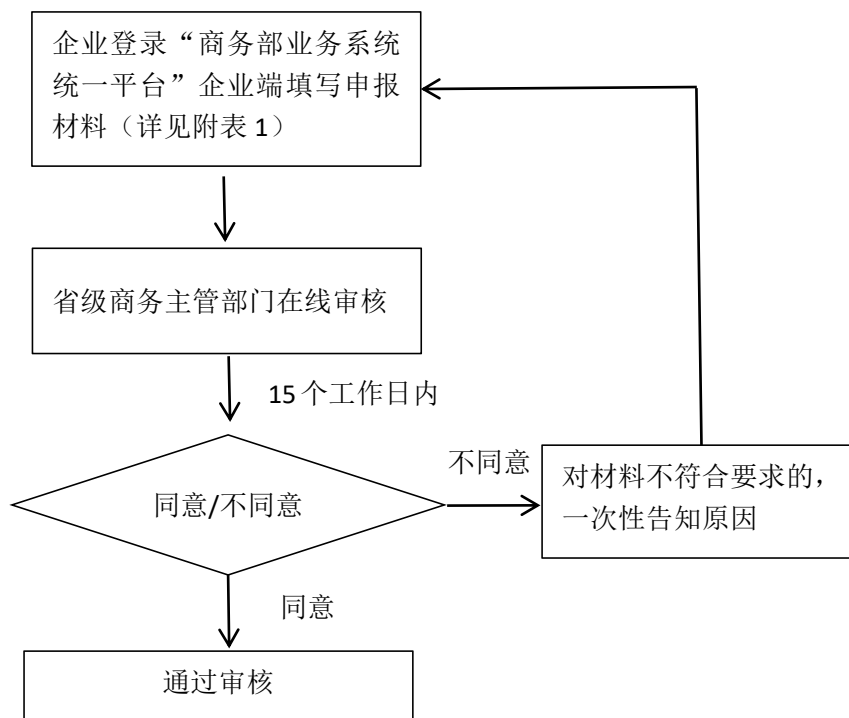 企业登录“商务部业务系统
统一平台”企业端填写申报
材料（详见附表1）
省级商务主管部门在线审核
15个工作日内
同意/不同意
不同意
对材料不符合要求的，
一次性告知原因
同意
通过审核